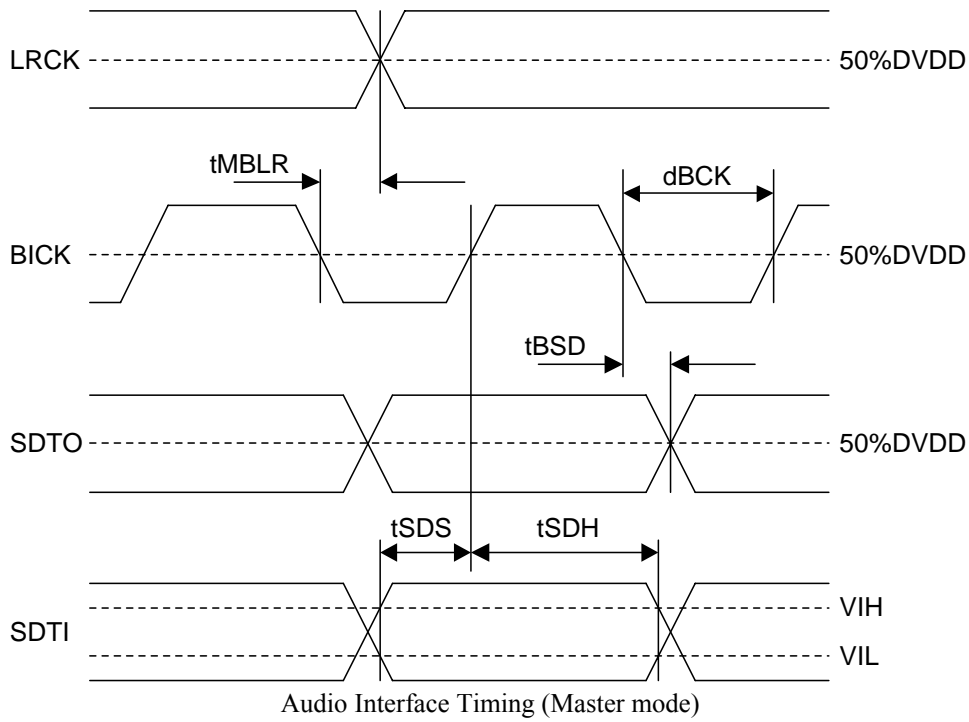 LRCK
50%DVDD
tMBLR
dBCK
BICK
50%DVDD
tBSD
SDTO
50%DVDD
tSDS
tSDH
VIH
SDTI
VIL
Audio Interface Timing (Master mode)